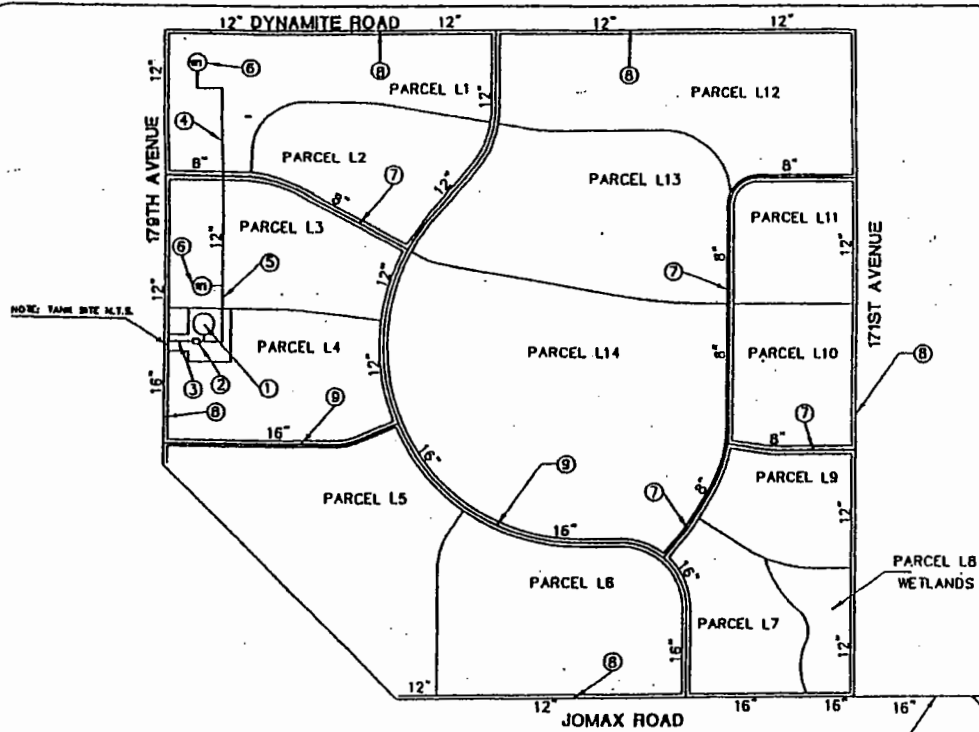 12" DYNAMITE ROAD 12" 12" 12"
12"
⑥
⑧
⑧
PARCEL L1
12"
PARCEL L12
④
179TH AVENUE
8"
PARCEL L2
⑦
8"
12"
PARCEL L13
8"
PARCEL L3
12"
PARCEL L11
12"
⑥
⑤
12"
8"
⑦
12"
NOTE: TANK SITE N.T.S.
PARCEL L4
12"
PARCEL L14
8"
PARCEL L10
171ST AVENUE
⑧
16"
③
②
①
⑧
⑨
16"
⑦
8"
16"
PARCEL L5
⑨
⑦
8"
PARCEL L9
12"
16"
PARCEL L6
16"
PARCEL L8
WETLANDS
PARCEL L7
16"
12"
⑧
12"
12"
16"
16"
16"
JOMAX ROAD